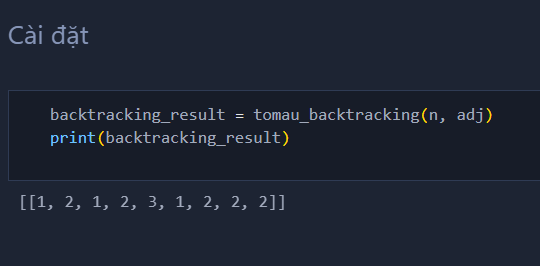 Cài đặt
backtracking_result = tomau_backtracking(n, adj)
print(backtracking_result)
[[1, 2, 1, 2, 3, 1, 2, 2, 2]]